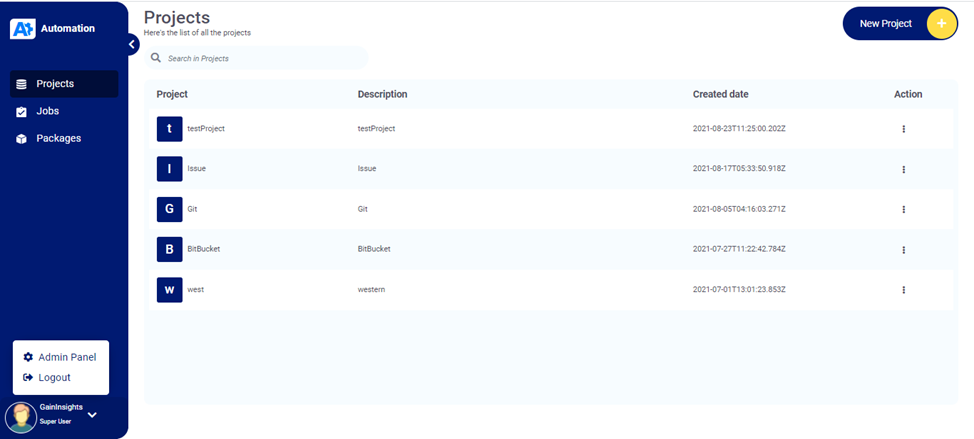 A+ Automation
Projects
Jobs
Packages
Admin Panel
Logout
GainInsights
Super User
Projects
Here's the list of all the projects
New Project +
Search in Projects
Project Description Created date Action
t testProject testProject 2021-08-23T11:25:00.202Z
I Issue Issue 2021-08-17T05:33:50.918Z
G Git Git 2021-08-05T04:16:03.271Z
B BitBucket BitBucket 2021-07-27T11:22:42.784Z
w west western 2021-07-01T13:01:23.853Z